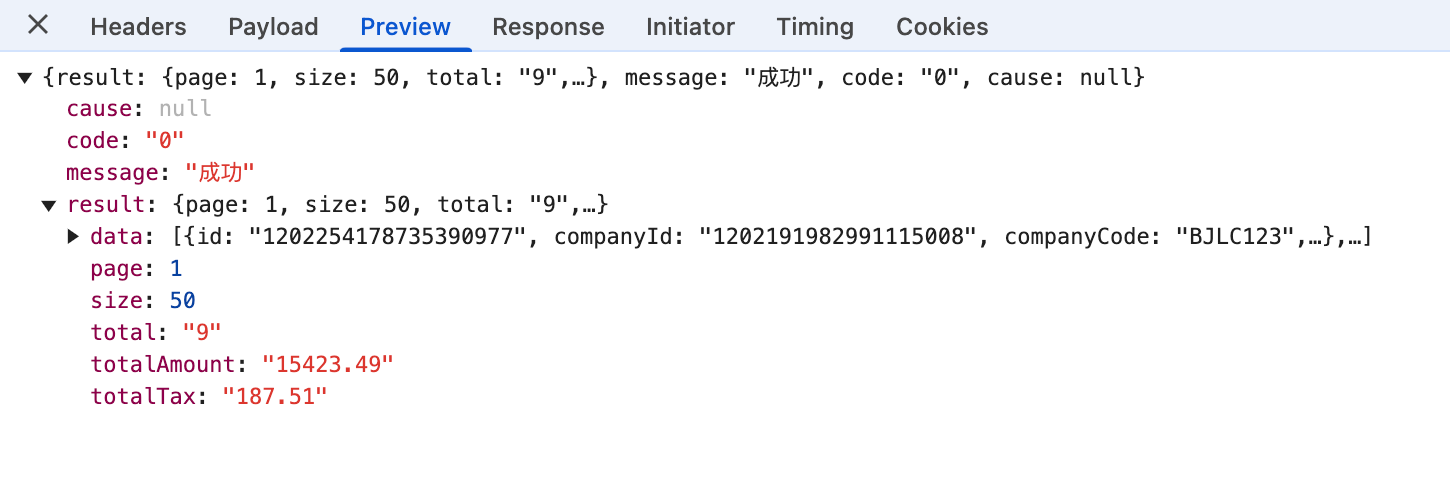 Headers Payload Preview Response Initiator Timing Cookies
{result: {page: 1, size: 50, total: "9",…}, message: "成功", code: "0", cause: null}
cause: null
code: "0"
message: "成功"
result: {page: 1, size: 50, total: "9",…}
data: [{id: "1202254178735390977", companyId: "1202191982991115008", companyCode: "BJLC123",…},…]
page: 1
size: 50
total: "9"
totalAmount: "15423.49"
totalTax: "187.51"